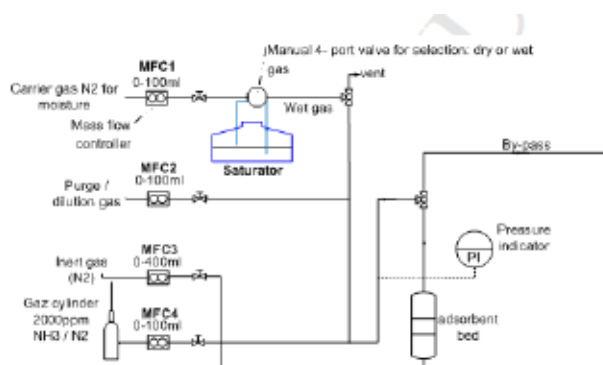 Manual 4- port valve for selection: dry or wet
gas
vent
MFC1
0-100ml
Carrier gas N2 for
moisture
Wet gas
Mass flow
controller
Saturator
By-pass
MFC2
0-100ml
Purge /
dilution gas
Pressure
indicator
PI
MFC3
0-400ml
Inert gas
(N2)
Gaz cylinder
2000ppm
NH3 / N2
MFC4
0-100ml
adsorbent
bed